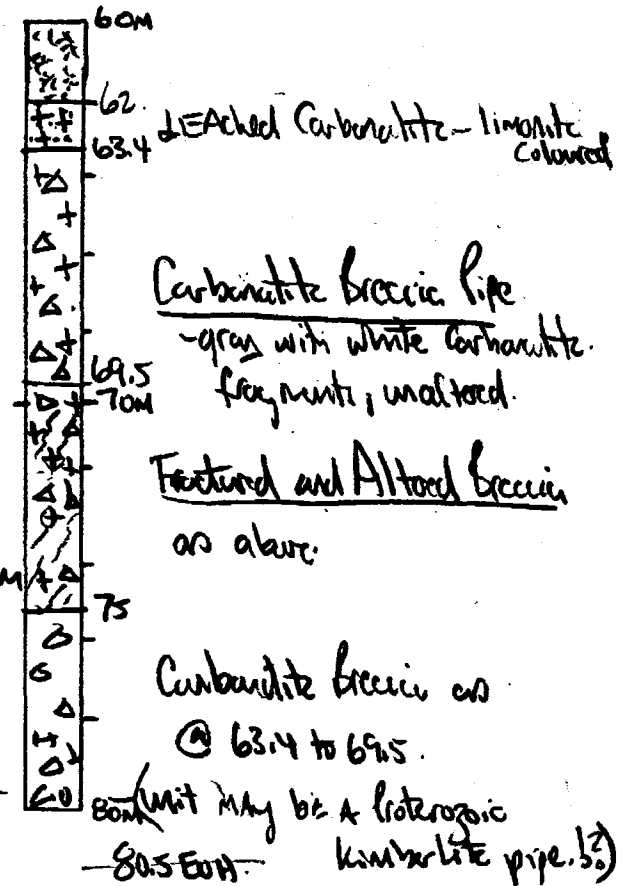 60M
62.
LEAched Carbonatite - limonite
Coloured
63.4
Carbonatite Breccia Pipe
- gray with white Carbonatite.
fragments, unaltered.
69.5
70M
Fractured and Altered Breccia
as above.
M
75
Carbonatite Breccia as
@ 63.4 to 69.5.
80M (Unit MAy bE A Proterozoic
kimberlite pipe.??)
80.5 EOH.